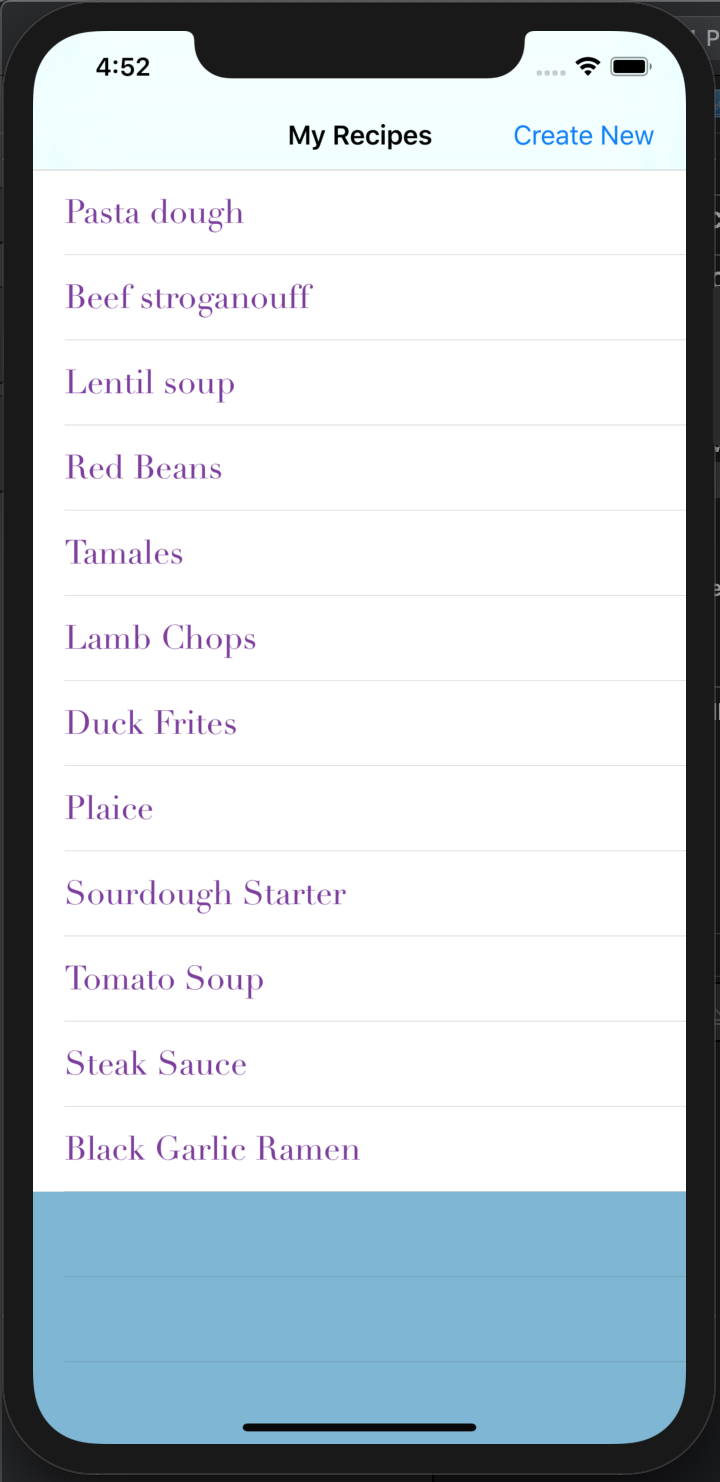 4:52
My Recipes Create New
Pasta dough
Beef stroganouff
Lentil soup
Red Beans
Tamales
Lamb Chops
Duck Frites
Plaice
Sourdough Starter
Tomato Soup
Steak Sauce
Black Garlic Ramen